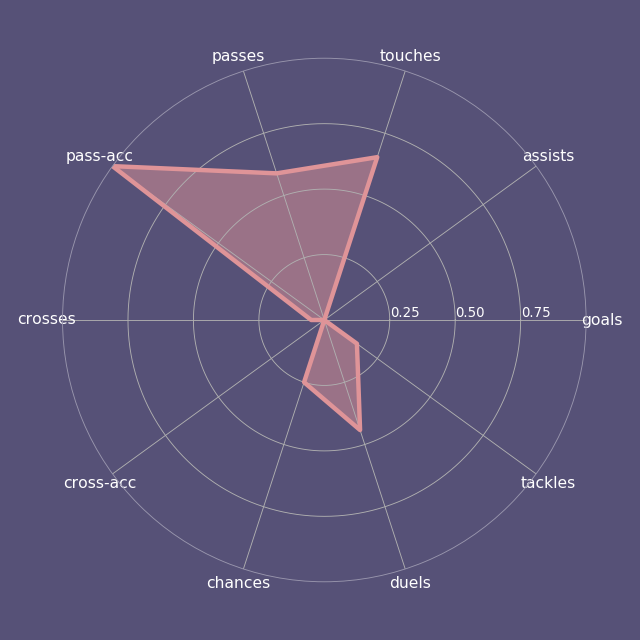 passes
touches
pass-acc
assists
0.25
0.50
0.75
crosses
goals
cross-acc
tackles
chances
duels